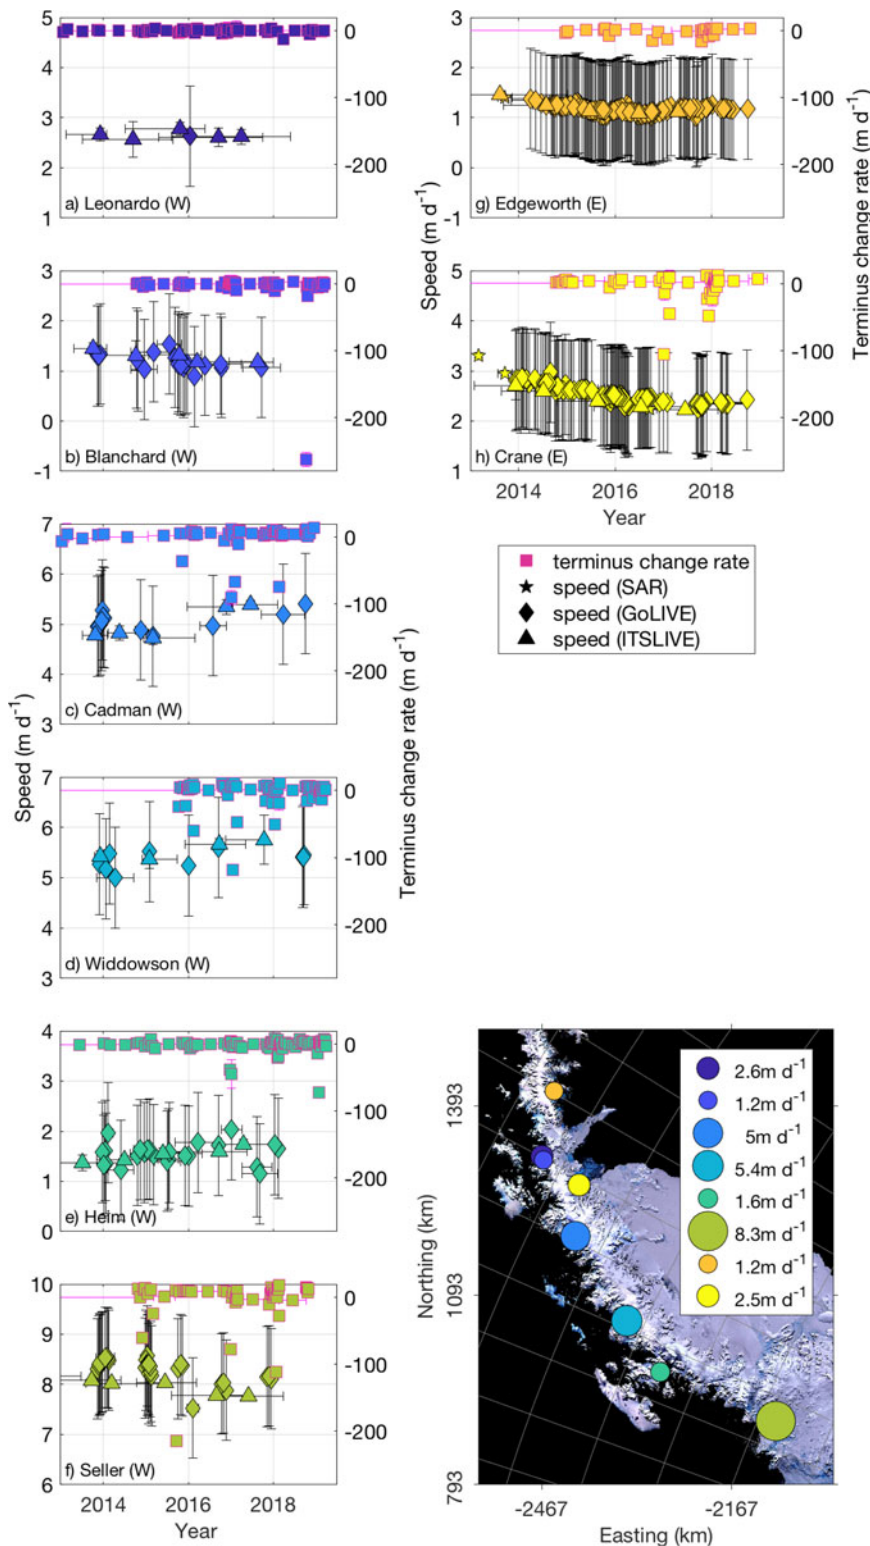 5
4
3
2
1
0
-100
-200
a) Leonardo (W)
3
2
1
0
-1
0
-100
-200
b) Blanchard (W)
7
6
5
4
3
0
-100
-200
c) Cadman (W)
7
6
5
4
3
0
-100
-200
d) Widdowson (W)
Speed (m d-1)
Terminus change rate (m d-1)
4
3
2
1
0
0
-100
-200
e) Heim (W)
10
9
8
7
6
0
-100
-200
f) Seller (W)
2014 2016 2018
Year
3
2
1
0
-1
0
-100
-200
g) Edgeworth (E)
5
4
3
2
1
0
-100
-200
h) Crane (E)
Speed (m d-1)
Terminus change rate (m d-1)
2014 2016 2018
Year
terminus change rate
speed (SAR)
speed (GoLIVE)
speed (ITSLIVE)
2.6m d-1
1.2m d-1
5m d-1
5.4m d-1
1.6m d-1
8.3m d-1
1.2m d-1
2.5m d-1
1393
1093
793
Northing (km)
-2467 -2167
Easting (km)